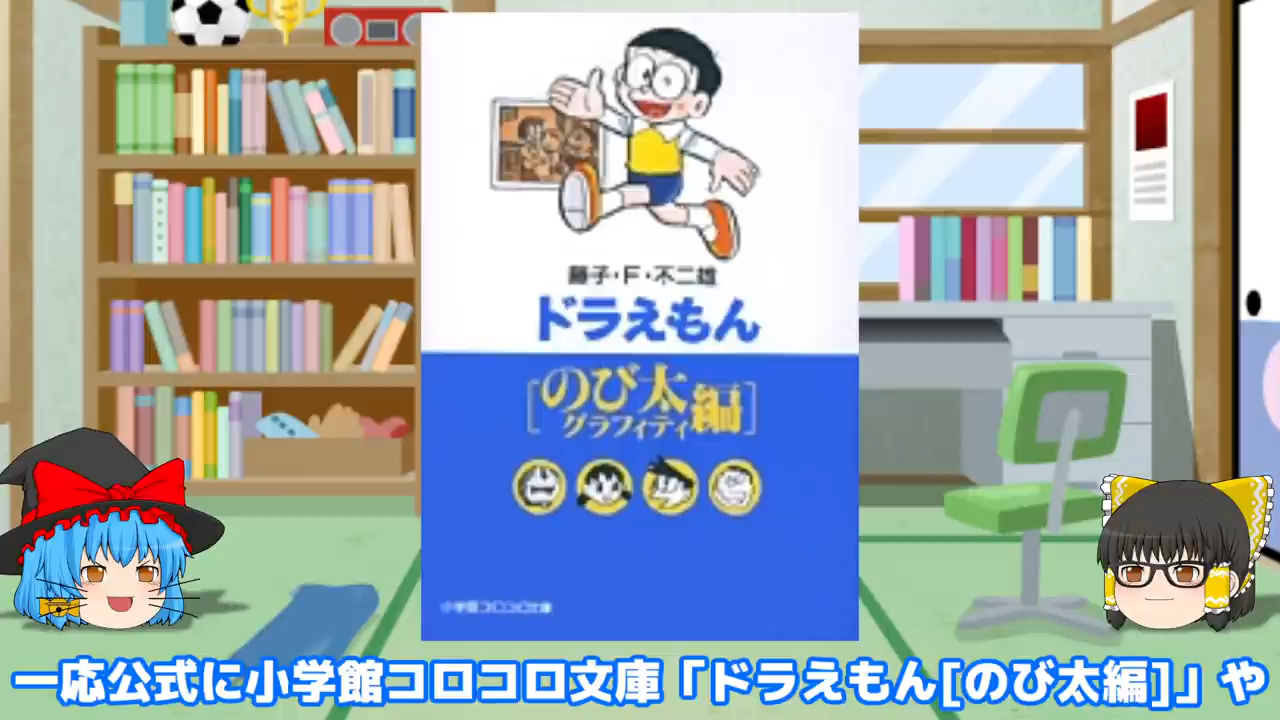 藤子・F・不二雄
ドラえもん
[のび太編]
グラフィティ
小学館コロコロ文庫
一応公式に小学館コロコロ文庫「ドラえもん[のび太編]」や